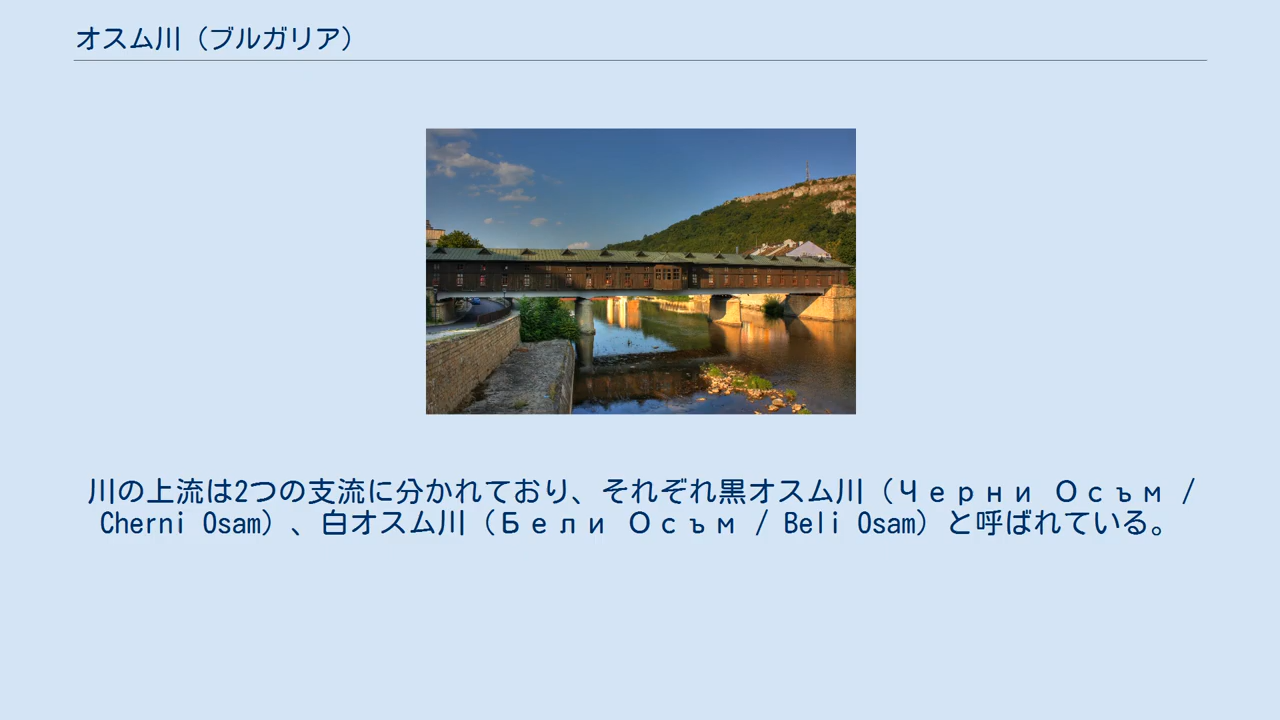 オスム川（ブルガリア）
川の上流は2つの支流に分かれており、それぞれ黒オスム川（Черни Осъм /
Cherni Osam）、白オスム川（Бели Осъм / Beli Osam）と呼ばれている。